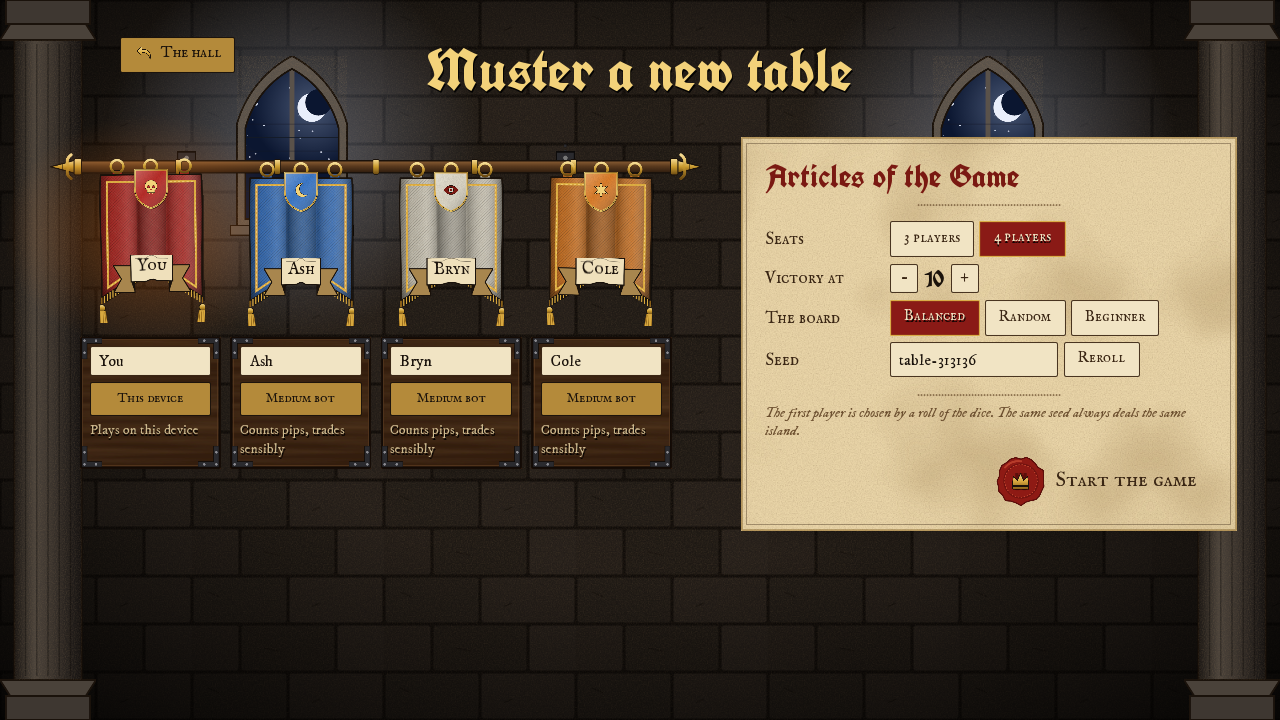 The hall
Muster a new table
You
Ash
Bryn
Cole
You
Ash
Bryn
Cole
This device
Medium bot
Medium bot
Medium bot
Plays on this device
Counts pips, trades
sensibly
Counts pips, trades
sensibly
Counts pips, trades
sensibly
Articles of the Game
Seats
3 players
4 players
Victory at
-
10
+
The board
Balanced
Random
Beginner
Seed
table-313136
Reroll
The first player is chosen by a roll of the dice. The same seed always deals the same
island.
Start the game